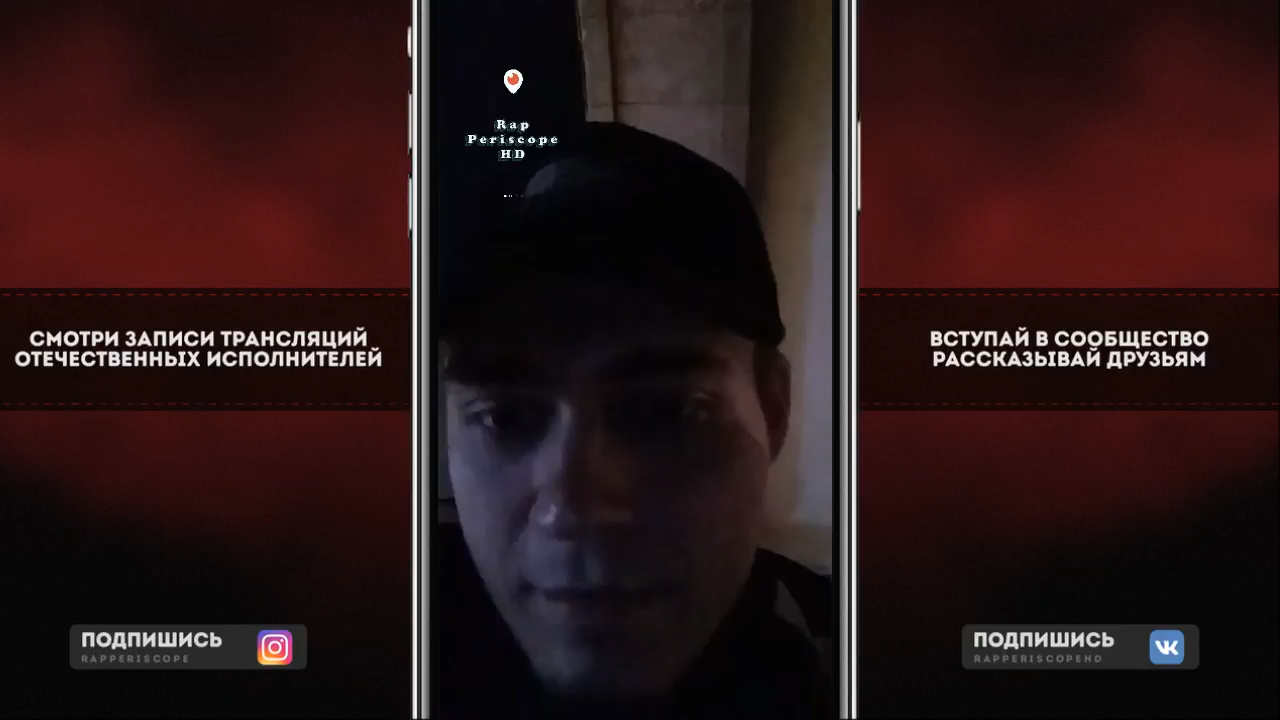 Rap
Periscope
HD
СМОТРИ ЗАПИСИ ТРАНСЛЯЦИЙ
ОТЕЧЕСТВЕННЫХ ИСПОЛНИТЕЛЕЙ
ВСТУПАЙ В СООБЩЕСТВО
РАССКАЗЫВАЙ ДРУЗЬЯМ
ПОДПИШИСЬ
RAPPERISCOPE
ПОДПИШИСЬ
RAPPERISCOPEHD